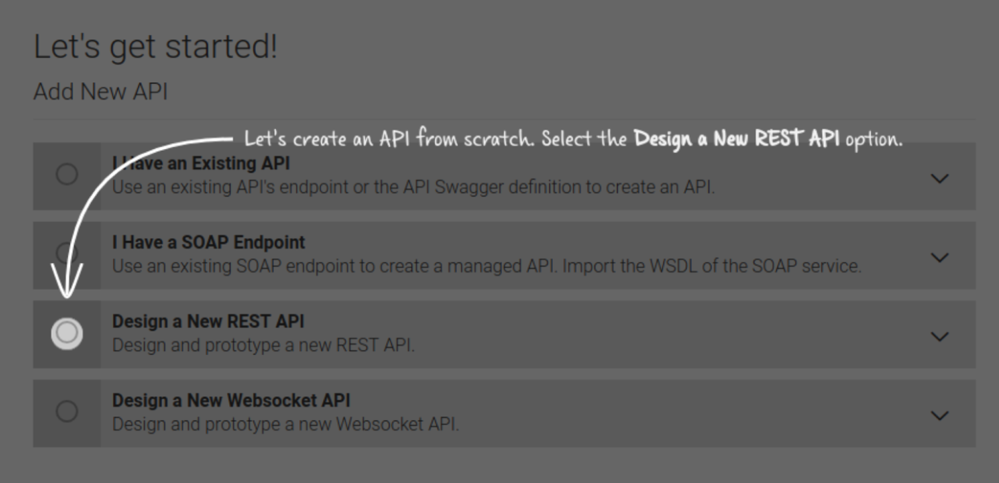 Let's get started!
Add New API
Let's create an API from scratch. Select the Design a New REST API option.
I Have an Existing API
Use an existing API's endpoint or the API Swagger definition to create an API.
I Have a SOAP Endpoint
Use an existing SOAP endpoint to create a managed API. Import the WSDL of the SOAP service.
Design a New REST API
Design and prototype a new REST API.
Design a New Websocket API
Design and prototype a new Websocket API.